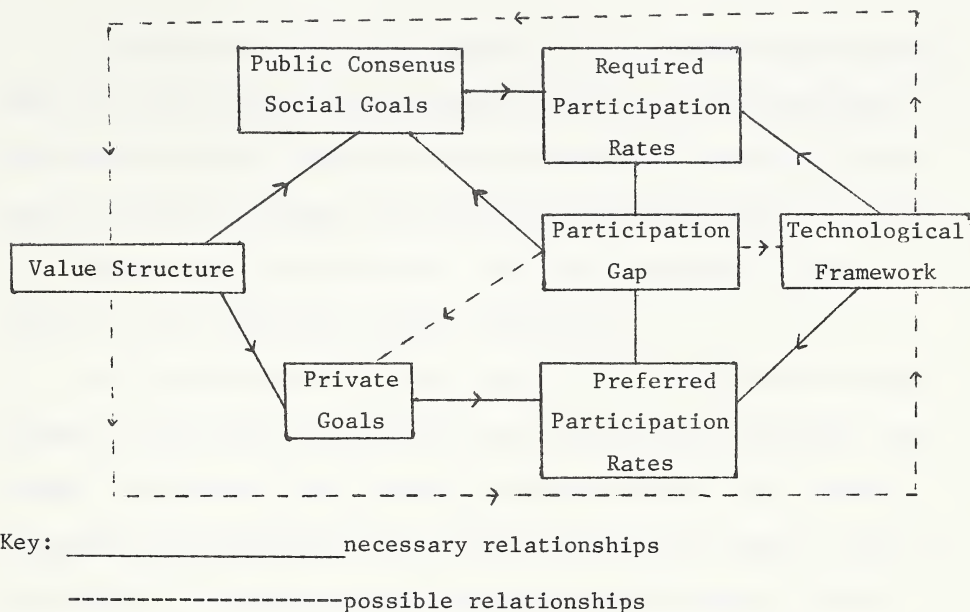 Public Consenus
Social Goals
Required
Participation
Rates
Value Structure
Participation
Gap
Technological
Framework
Private
Goals
Preferred
Participation
Rates
Key: necessary relationships
possible relationships